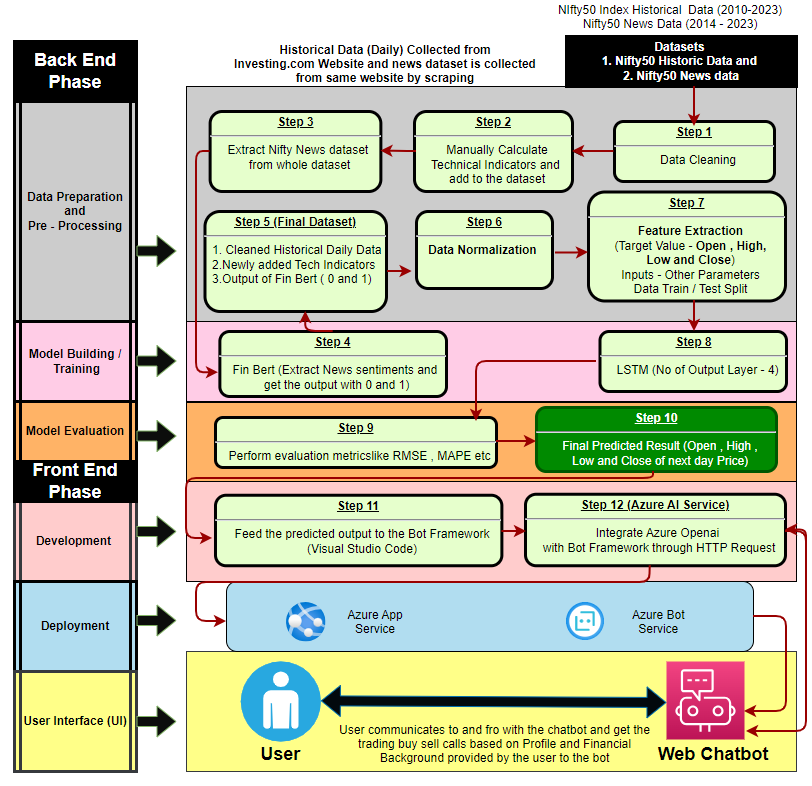 NIfty50 Index Historical Data (2010-2023)
Nifty50 News Data (2014 - 2023)
Back End
Phase
Historical Data (Daily) Collected from
Investing.com Website and news dataset is collected
from same website by scraping
Datasets
1. Nifty50 Historic Data and
2. Nifty50 News data
Data Preparation
and
Pre - Processing
Step 3
Extract Nifty News dataset
from whole dataset
Step 2
Manually Calculate
Technical Indicators and
add to the dataset
Step 1
Data Cleaning
Step 5 (Final Dataset)
1. Cleaned Historical Daily Data
2.Newly added Tech Indicators
3.Output of Fin Bert ( 0 and 1)
Step 6
Data Normalization
Step 7
Feature Extraction
(Target Value - Open , High,
Low and Close)
Inputs - Other Parameters
Data Train / Test Split
Model Building /
Training
Step 4
Fin Bert (Extract News sentiments and
get the output with 0 and 1)
Step 8
LSTM (No of Output Layer - 4)
Model Evaluation
Step 9
Perform evaluation metricslike RMSE , MAPE etc
Step 10
Final Predicted Result (Open , High ,
Low and Close of next day Price)
Front End
Phase
Development
Step 11
Feed the predicted output to the Bot Framework
(Visual Studio Code)
Step 12 (Azure AI Service)
Integrate Azure Openai
with Bot Framework through HTTP Request
Deployment
Azure App
Service
Azure Bot
Service
User Interface (UI)
User
User communicates to and fro with the chatbot and get the
trading buy sell calls based on Profile and Financial
Background provided by the user to the bot
Web Chatbot